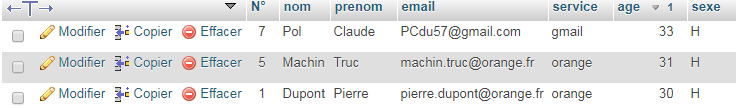 N° nom prenom email service age 1 sexe
Modifier Copier Effacer 7 Pol Claude PCdu57@gmail.com gmail 33 H
Modifier Copier Effacer 5 Machin Truc machin.truc@orange.fr orange 31 H
Modifier Copier Effacer 1 Dupont Pierre pierre.dupont@orange.fr orange 30 H